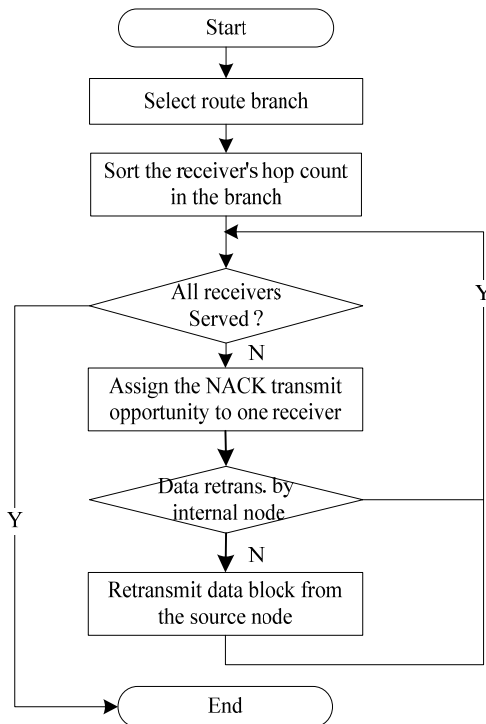 Start
Select route branch
Sort the receiver's hop count
in the branch
All receivers
Served ?
Y
N
Assign the NACK transmit
opportunity to one receiver
Data retrans. by
internal node
Y
N
Retransmit data block from
the source node
End